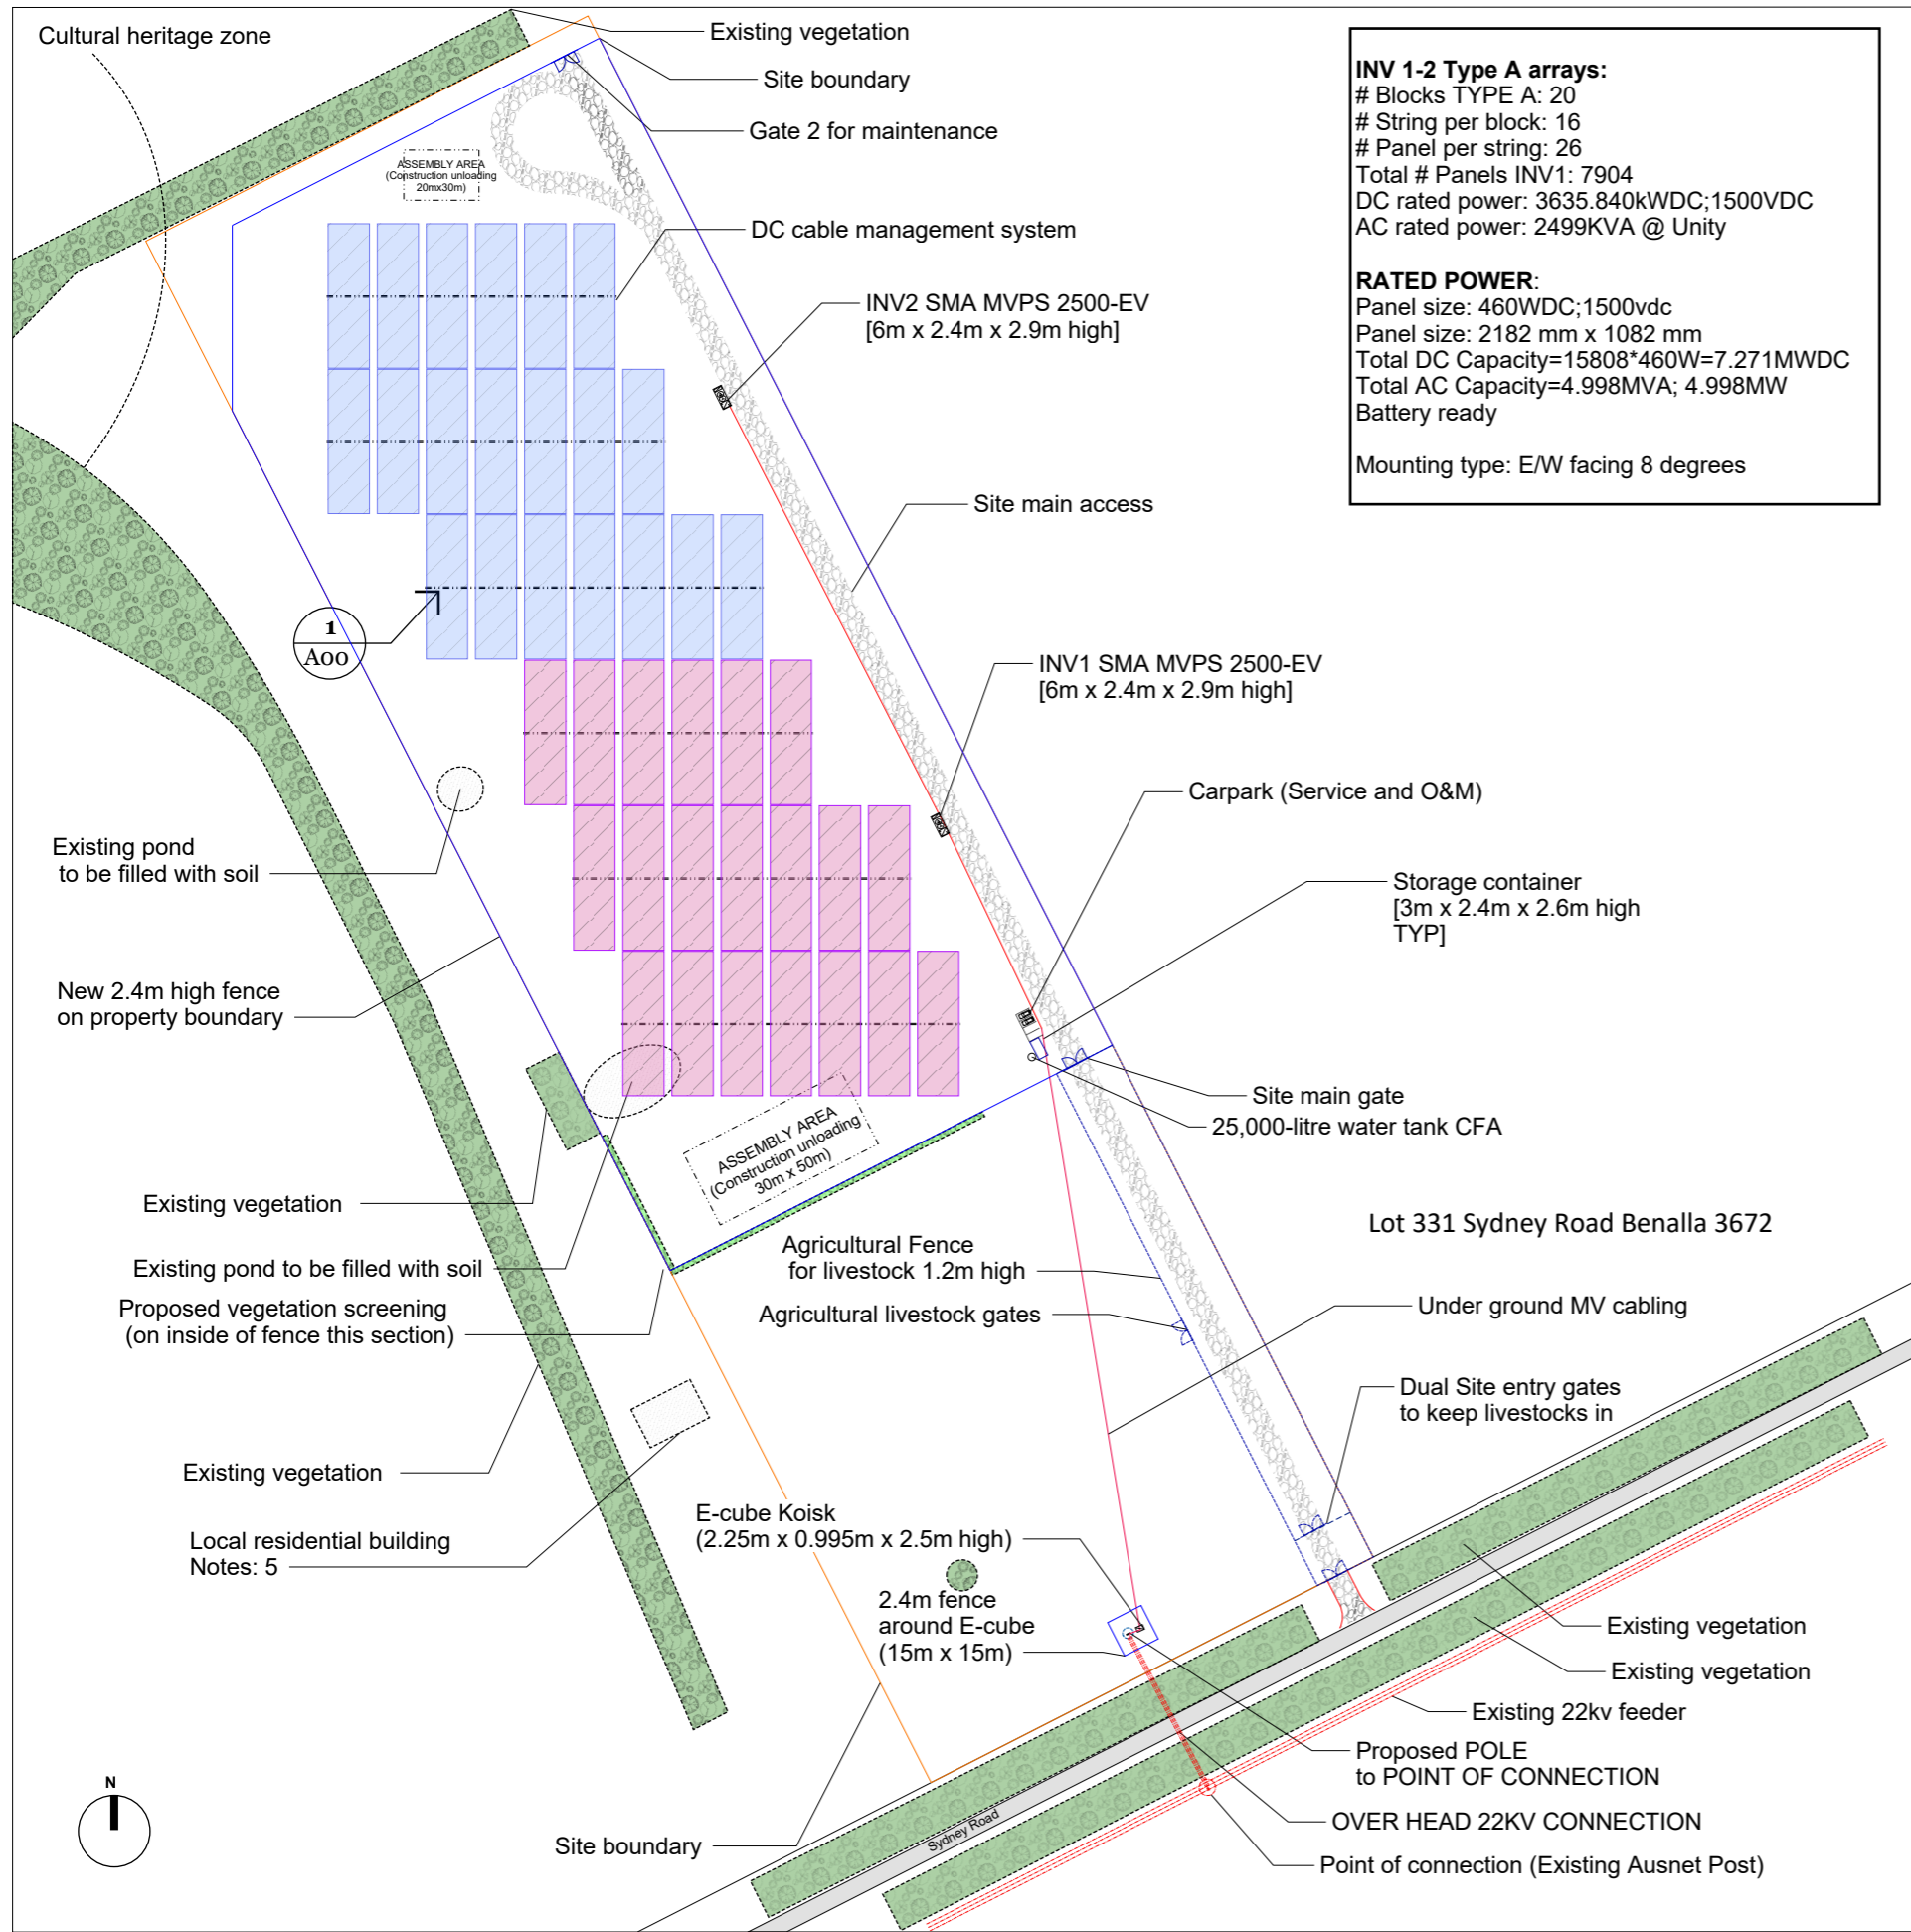 Cultural heritage zone
Existing vegetation
Site boundary
Gate 2 for maintenance
ASSEMBLY AREA
(Construction unloading
20mx30m)
DC cable management system
INV2 SMA MVPS 2500-EV
[6m x 2.4m x 2.9m high]
INV 1-2 Type A arrays:
# Blocks TYPE A: 20
# String per block: 16
# Panel per string: 26
Total # Panels INV1: 7904
DC rated power: 3635.840kWDC;1500VDC
AC rated power: 2499KVA @ Unity
RATED POWER:
Panel size: 460WDC;1500vdc
Panel size: 2182 mm x 1082 mm
Total DC Capacity=15808*460W=7.271MWDC
Total AC Capacity=4.998MVA; 4.998MW
Battery ready
Mounting type: E/W facing 8 degrees
Site main access
1
A00
INV1 SMA MVPS 2500-EV
[6m x 2.4m x 2.9m high]
Carpark (Service and O&M)
Existing pond
to be filled with soil
Storage container
[3m x 2.4m x 2.6m high
TYP]
New 2.4m high fence
on property boundary
Site main gate
25,000-litre water tank CFA
ASSEMBLY AREA
(Construction unloading
30m x 50m)
Existing vegetation
Lot 331 Sydney Road Benalla 3672
Existing pond to be filled with soil
Agricultural Fence
for livestock 1.2m high
Proposed vegetation screening
(on inside of fence this section)
Agricultural livestock gates
Under ground MV cabling
Dual Site entry gates
to keep livestocks in
Existing vegetation
E-cube Koisk
(2.25m x 0.995m x 2.5m high)
Local residential building
Notes: 5
2.4m fence
around E-cube
(15m x 15m)
Existing vegetation
Existing vegetation
Existing 22kv feeder
Proposed POLE
to POINT OF CONNECTION
N
OVER HEAD 22KV CONNECTION
Sydney Road
Site boundary
Point of connection (Existing Ausnet Post)